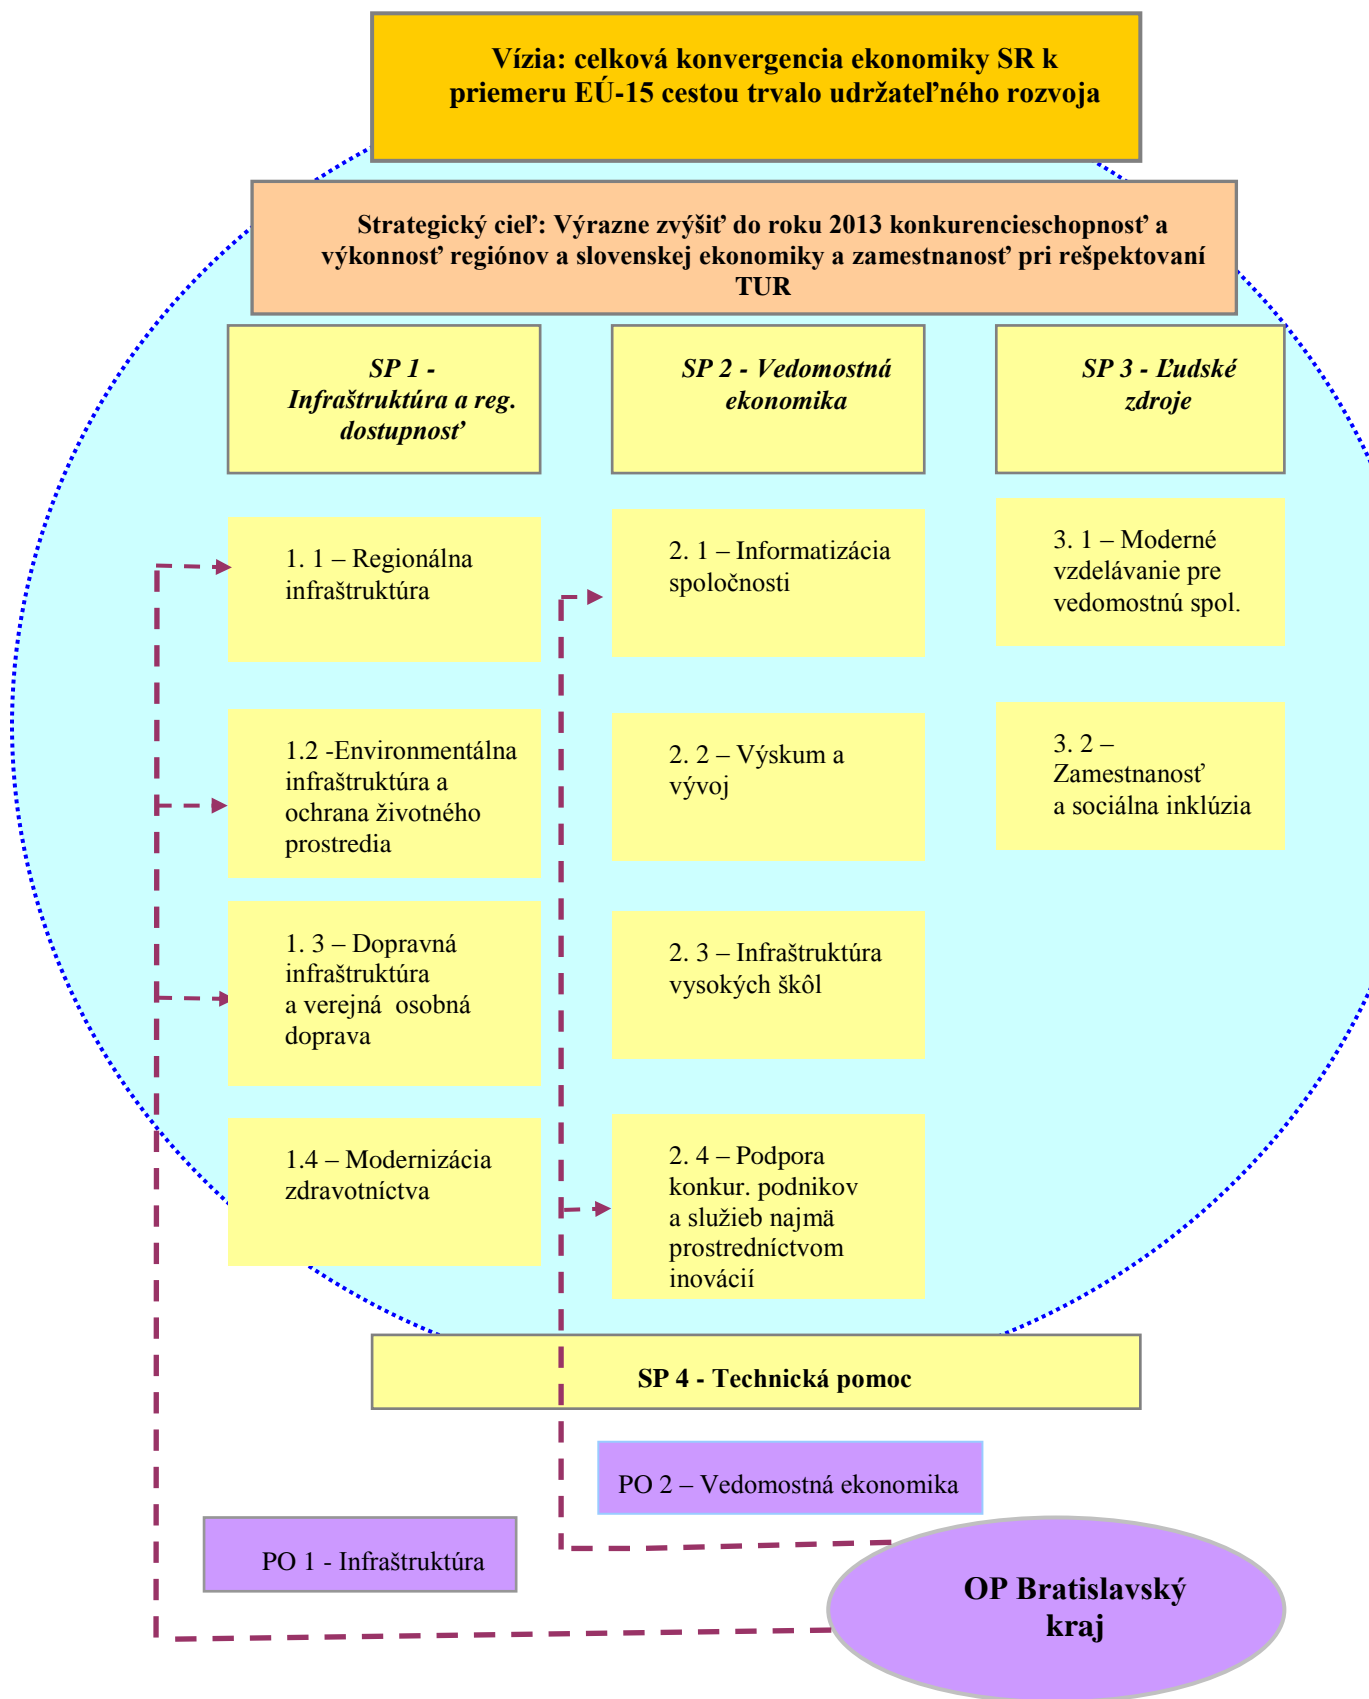 Vízia: celková konvergencia ekonomiky SR k
priemeru EÚ-15 cestou trvalo udržateľného rozvoja
Strategický cieľ: Výrazne zvýšiť do roku 2013 konkurencieschopnosť a
výkonnosť regiónov a slovenskej ekonomiky a zamestnanosť pri rešpektovaní
TUR
SP 1 -
Infraštruktúra a reg.
dostupnosť
SP 2 - Vedomostná
ekonomika
SP 3 - Ľudské
zdroje
1. 1 – Regionálna
infraštruktúra
2. 1 – Informatizácia
spoločnosti
3. 1 – Moderné
vzdelávanie pre
vedomostnú spol.
1.2 -Environmentálna
infraštruktúra a
ochrana životného
prostredia
2. 2 – Výskum a
vývoj
3. 2 –
Zamestnanosť
a sociálna inklúzia
1. 3 – Dopravná
infraštruktúra
a verejná  osobná
doprava
2. 3 – Infraštruktúra
vysokých škôl
1.4 – Modernizácia
zdravotníctva
2. 4 – Podpora
konkur. podnikov
a služieb najmä
prostredníctvom
inovácií
SP 4 - Technická pomoc
PO 2 – Vedomostná ekonomika
PO 1 - Infraštruktúra
OP Bratislavský
kraj